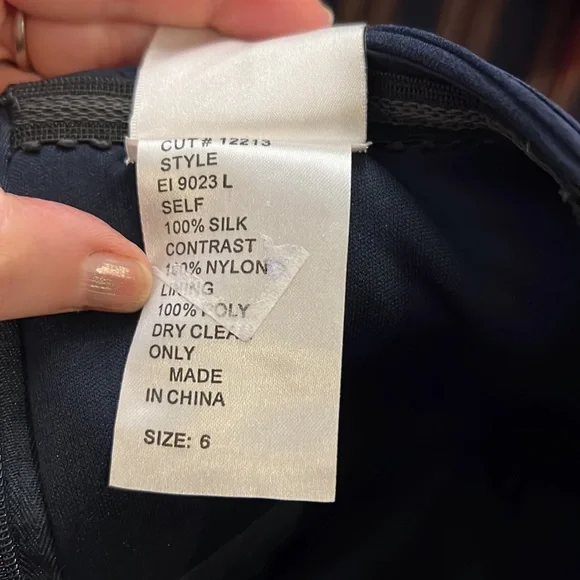 CUT# 12213
STYLE
EI 9023 L
SELF
100% SILK
CONTRAST
100% NYLON
LINING
100% POLY
DRY CLEAN
ONLY
MADE
IN CHINA
SIZE: 6